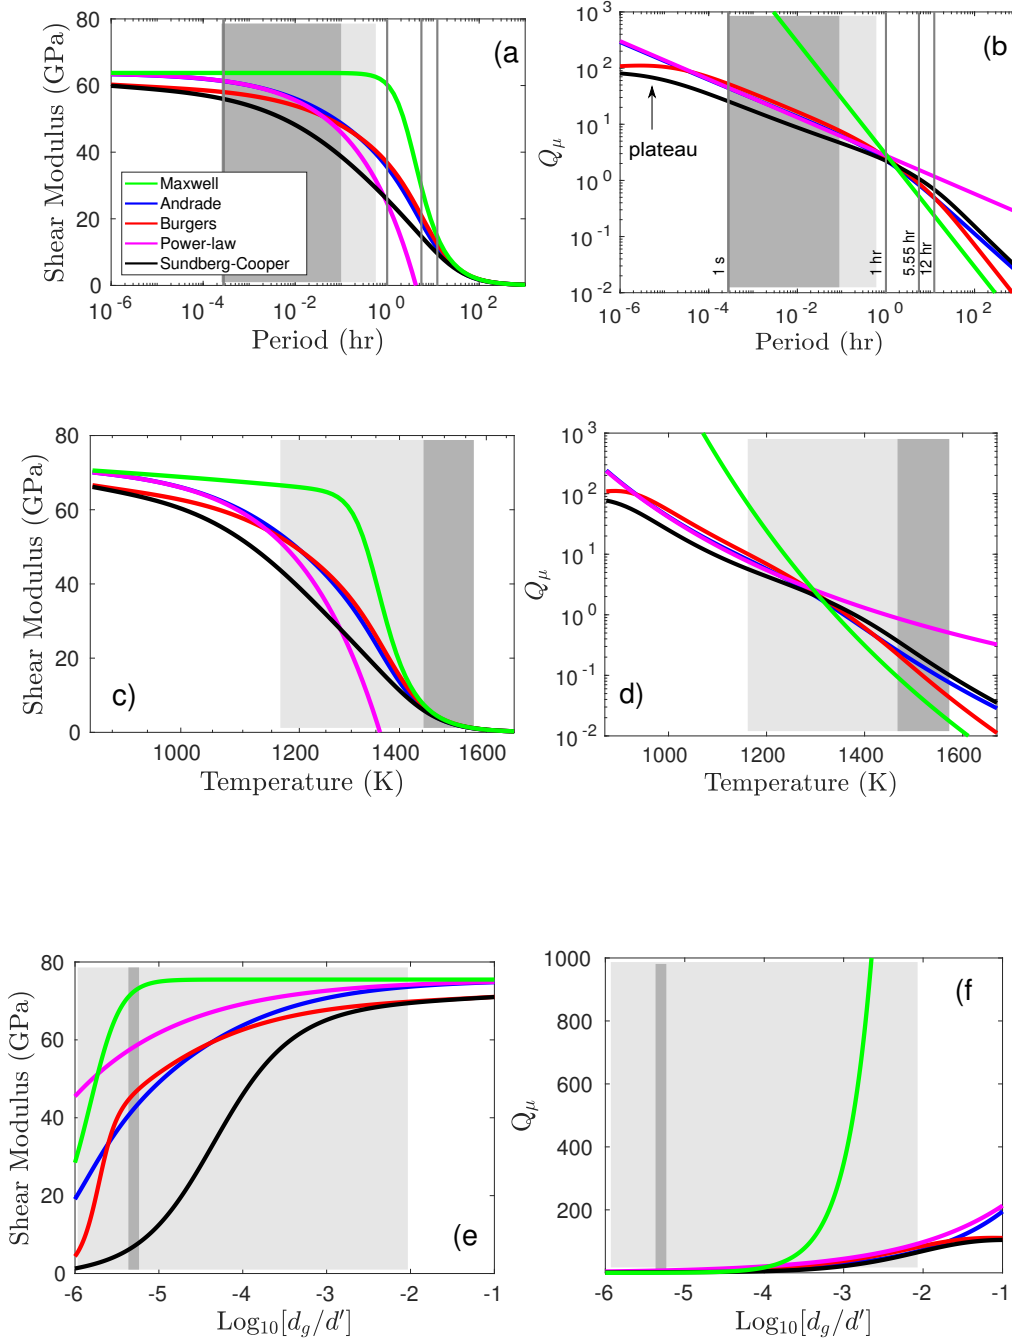 80
60
40
20
0
Shear Modulus (GPa)
(a
Maxwell
Andrade
Burgers
Power-law
Sundberg-Cooper
10^-6 10^-4 10^-2 10^0 10^2
Period (hr)
10^3
10^2
10^1
10^0
10^-1
10^-2
Q_μ
(b
plateau
1 s
1 hr
5.55 hr
12 hr
10^-6 10^-4 10^-2 10^0 10^2
Period (hr)
80
60
40
20
0
Shear Modulus (GPa)
c)
1000 1200 1400 1600
Temperature (K)
10^3
10^2
10^1
10^0
10^-1
10^-2
Q_μ
d)
1000 1200 1400 1600
Temperature (K)
80
60
40
20
0
Shear Modulus (GPa)
(e
-6 -5 -4 -3 -2 -1
Log_10[d_g/d′]
1000
800
600
400
200
Q_μ
(f
-6 -5 -4 -3 -2 -1
Log_10[d_g/d′]